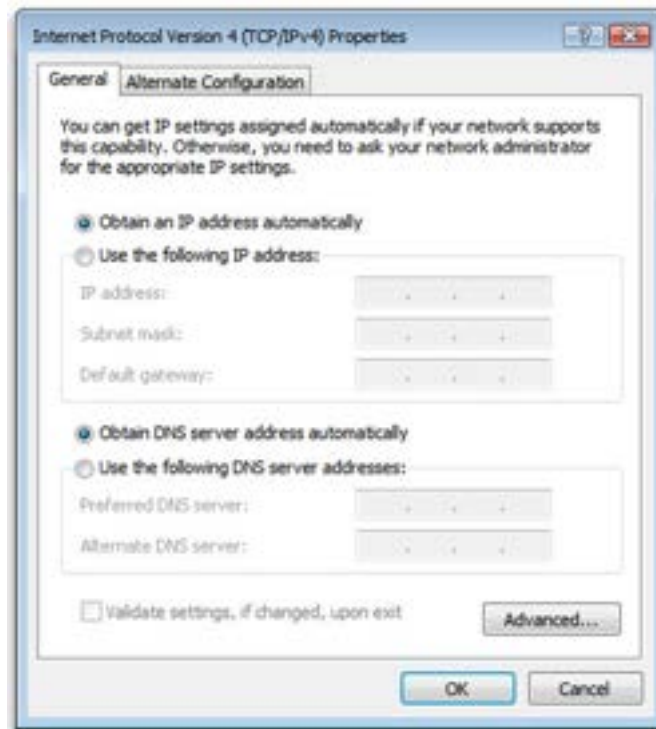 Internet Protocol Version 4 (TCP/IPv4) Properties
General
Alternate Configuration
You can get IP settings assigned automatically if your network supports
this capability. Otherwise, you need to ask your network administrator
for the appropriate IP settings.
Obtain an IP address automatically
Use the following IP address:
IP address:
Subnet mask:
Default gateway:
Obtain DNS server address automatically
Use the following DNS server addresses:
Preferred DNS server:
Alternate DNS server:
Validate settings, if changed, upon exit
Advanced...
OK
Cancel